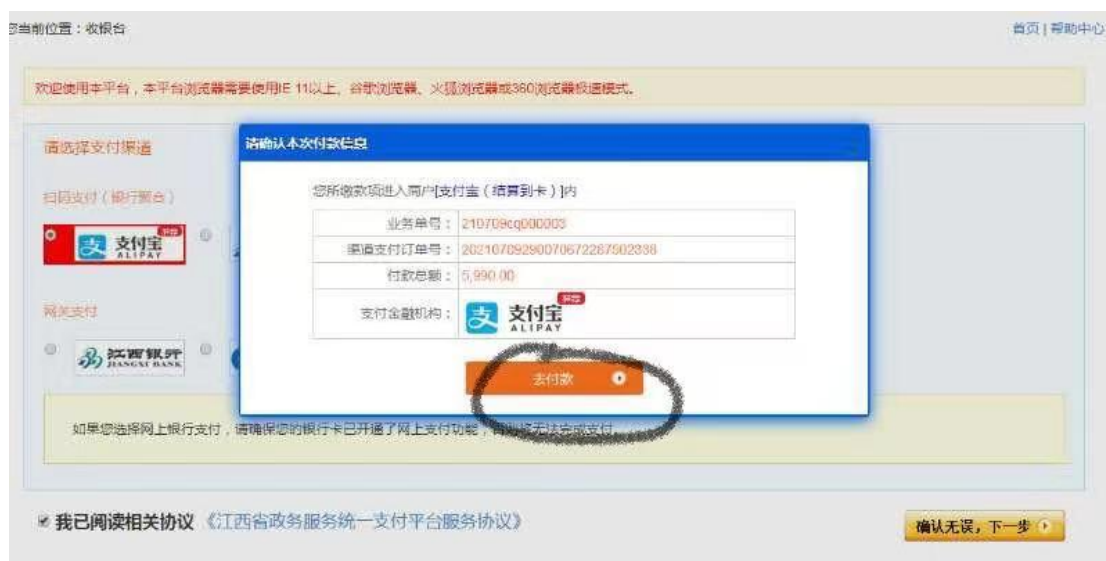 您当前位置：收银台
首页 | 帮助中心
欢迎使用本平台，本平台浏览器需要使用IE 11以上、谷歌浏览器、火狐浏览器或360浏览器极速模式。
请选择支付渠道
请确认本次付款信息
您所缴款项进入商户[支付宝（结算到卡）]内
扫码支付（银行聚合）
业务单号：210709cq000003
渠道支付订单号：20210709290070672287502338
付款总额：5,990.00
支付金融机构：支付宝 ALIPAY 推荐
支付宝
ALIPAY
推荐
网关支付
江西银行
JIANGXI BANK
去付款
如果您选择网上银行支付，请确保您的银行卡已开通了网上支付功能，否则将无法完成支付。
我已阅读相关协议 《江西省政务服务统一支付平台服务协议》
确认无误，下一步